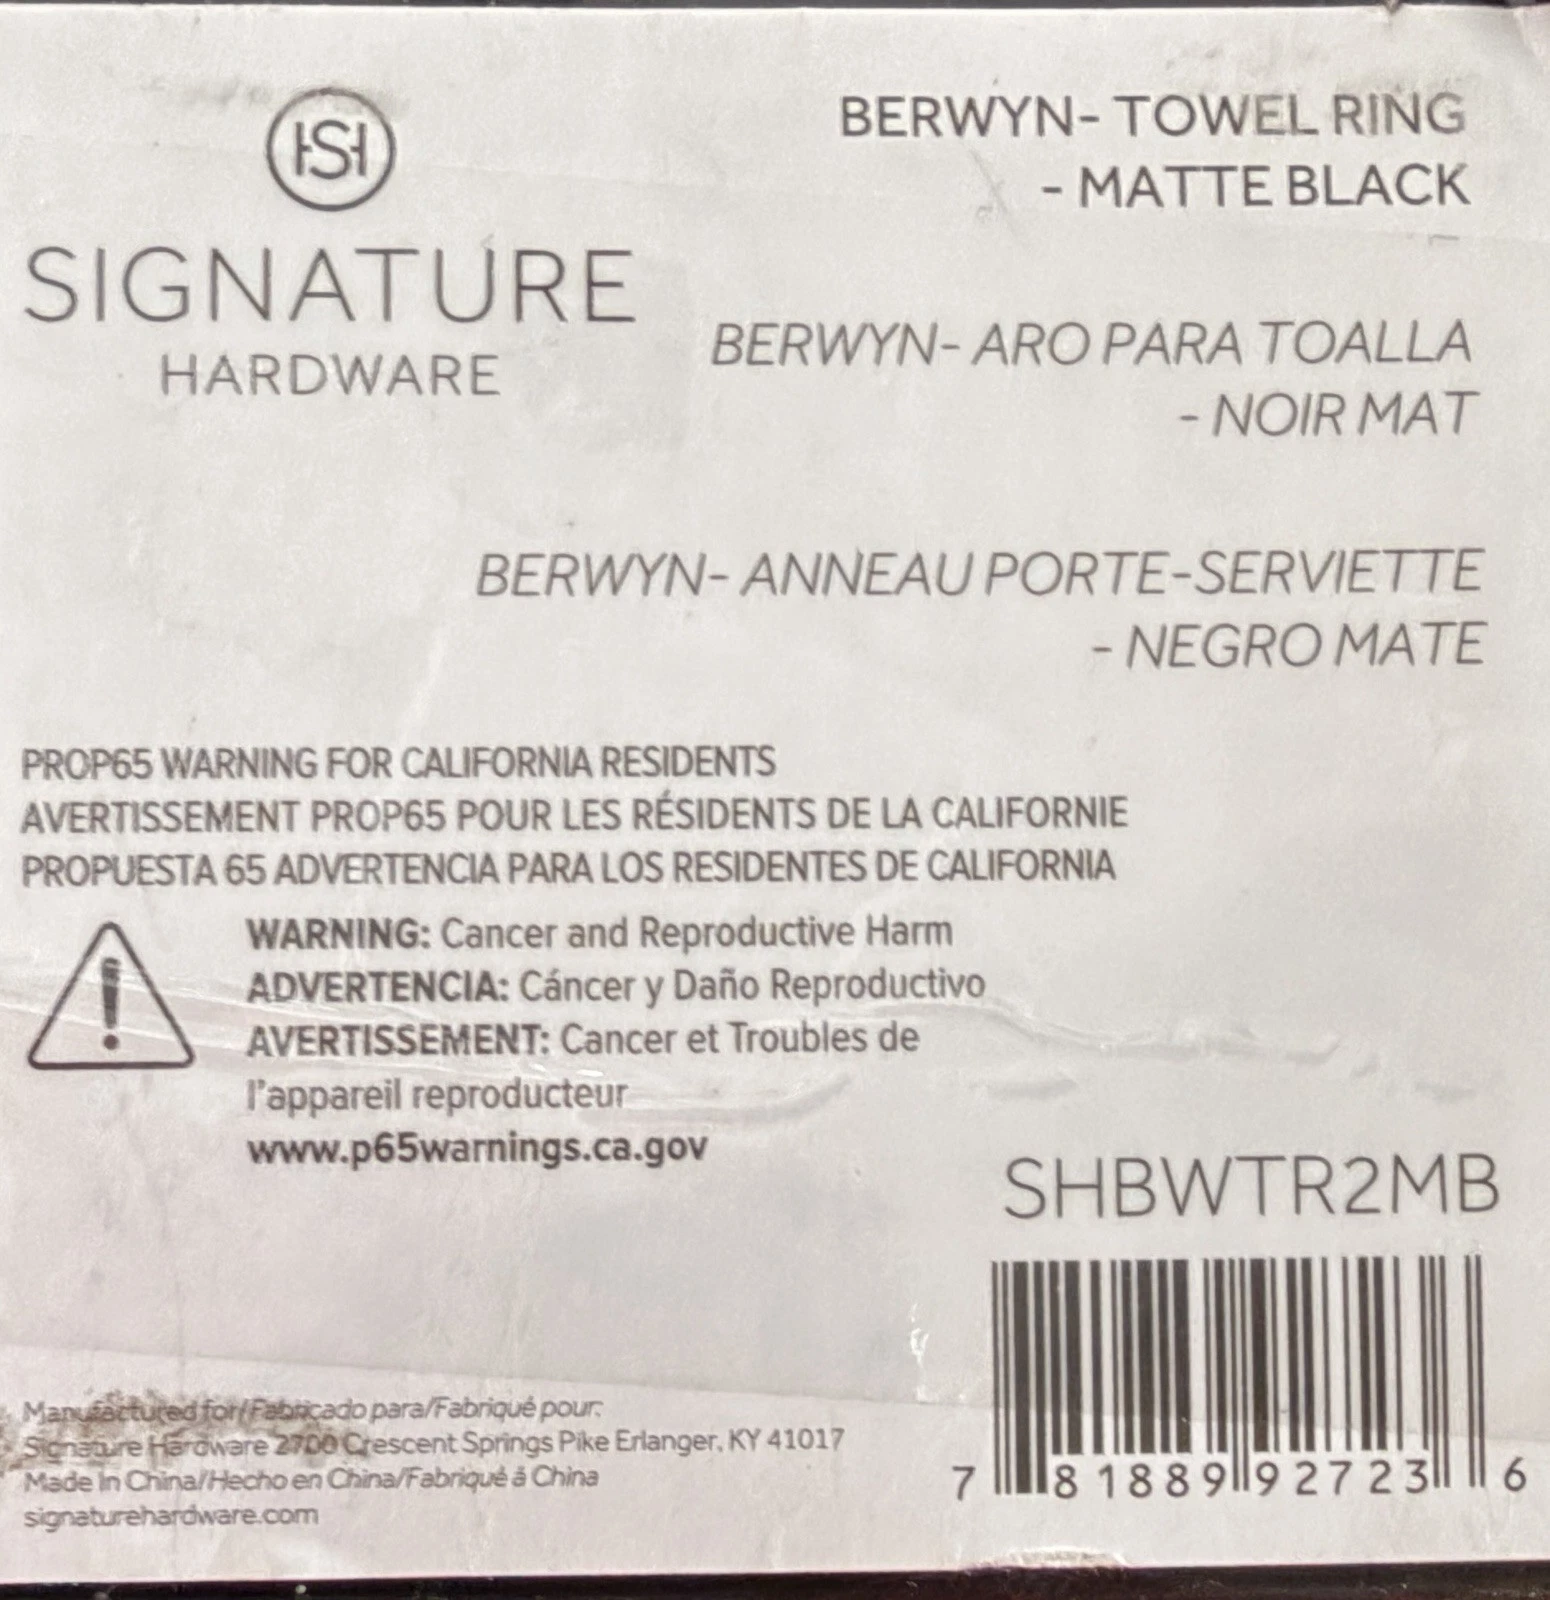 HSH
SIGNATURE
HARDWARE
BERWYN- TOWEL RING
- MATTE BLACK
BERWYN- ARO PARA TOALLA
- NOIR MAT
BERWYN- ANNEAU PORTE-SERVIETTE
- NEGRO MATE
PROP65 WARNING FOR CALIFORNIA RESIDENTS
AVERTISSEMENT PROP65 POUR LES RÉSIDENTS DE LA CALIFORNIE
PROPUESTA 65 ADVERTENCIA PARA LOS RESIDENTES DE CALIFORNIA
WARNING: Cancer and Reproductive Harm
ADVERTENCIA: Cáncer y Daño Reproductivo
AVERTISSEMENT: Cancer et Troubles de
l'appareil reproducteur
www.p65warnings.ca.gov
SHBWTR2MB
7 81889 92723 6
Manufactured for/Fabricado para/Fabriqué pour:
Signature Hardware 2700 Crescent Springs Pike Erlanger, KY 41017
Made In China/Hecho en China/Fabriqué à China
signaturehardware.com